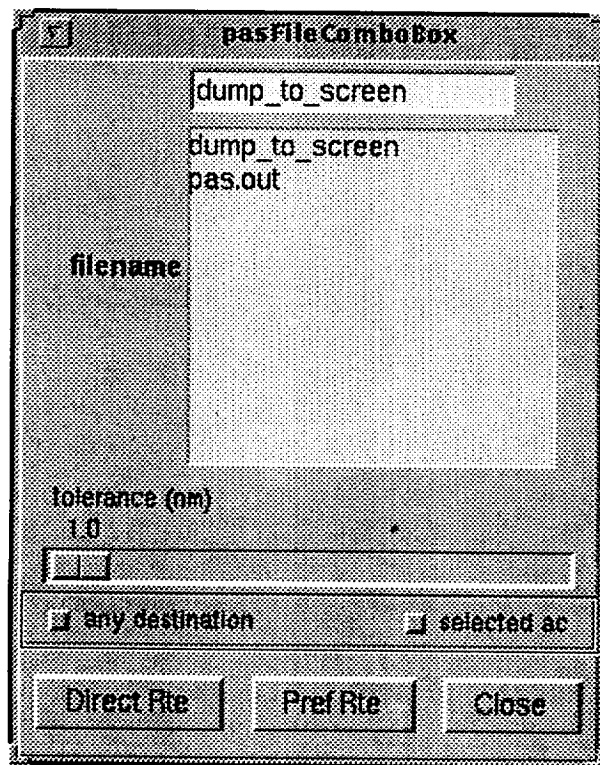 pasFileComboBox
dump_to_screen
dump_to_screen
pas.out
filename
tolerance (nm)
1.0
any destination selected ac
Direct Rte Pref Rte Close